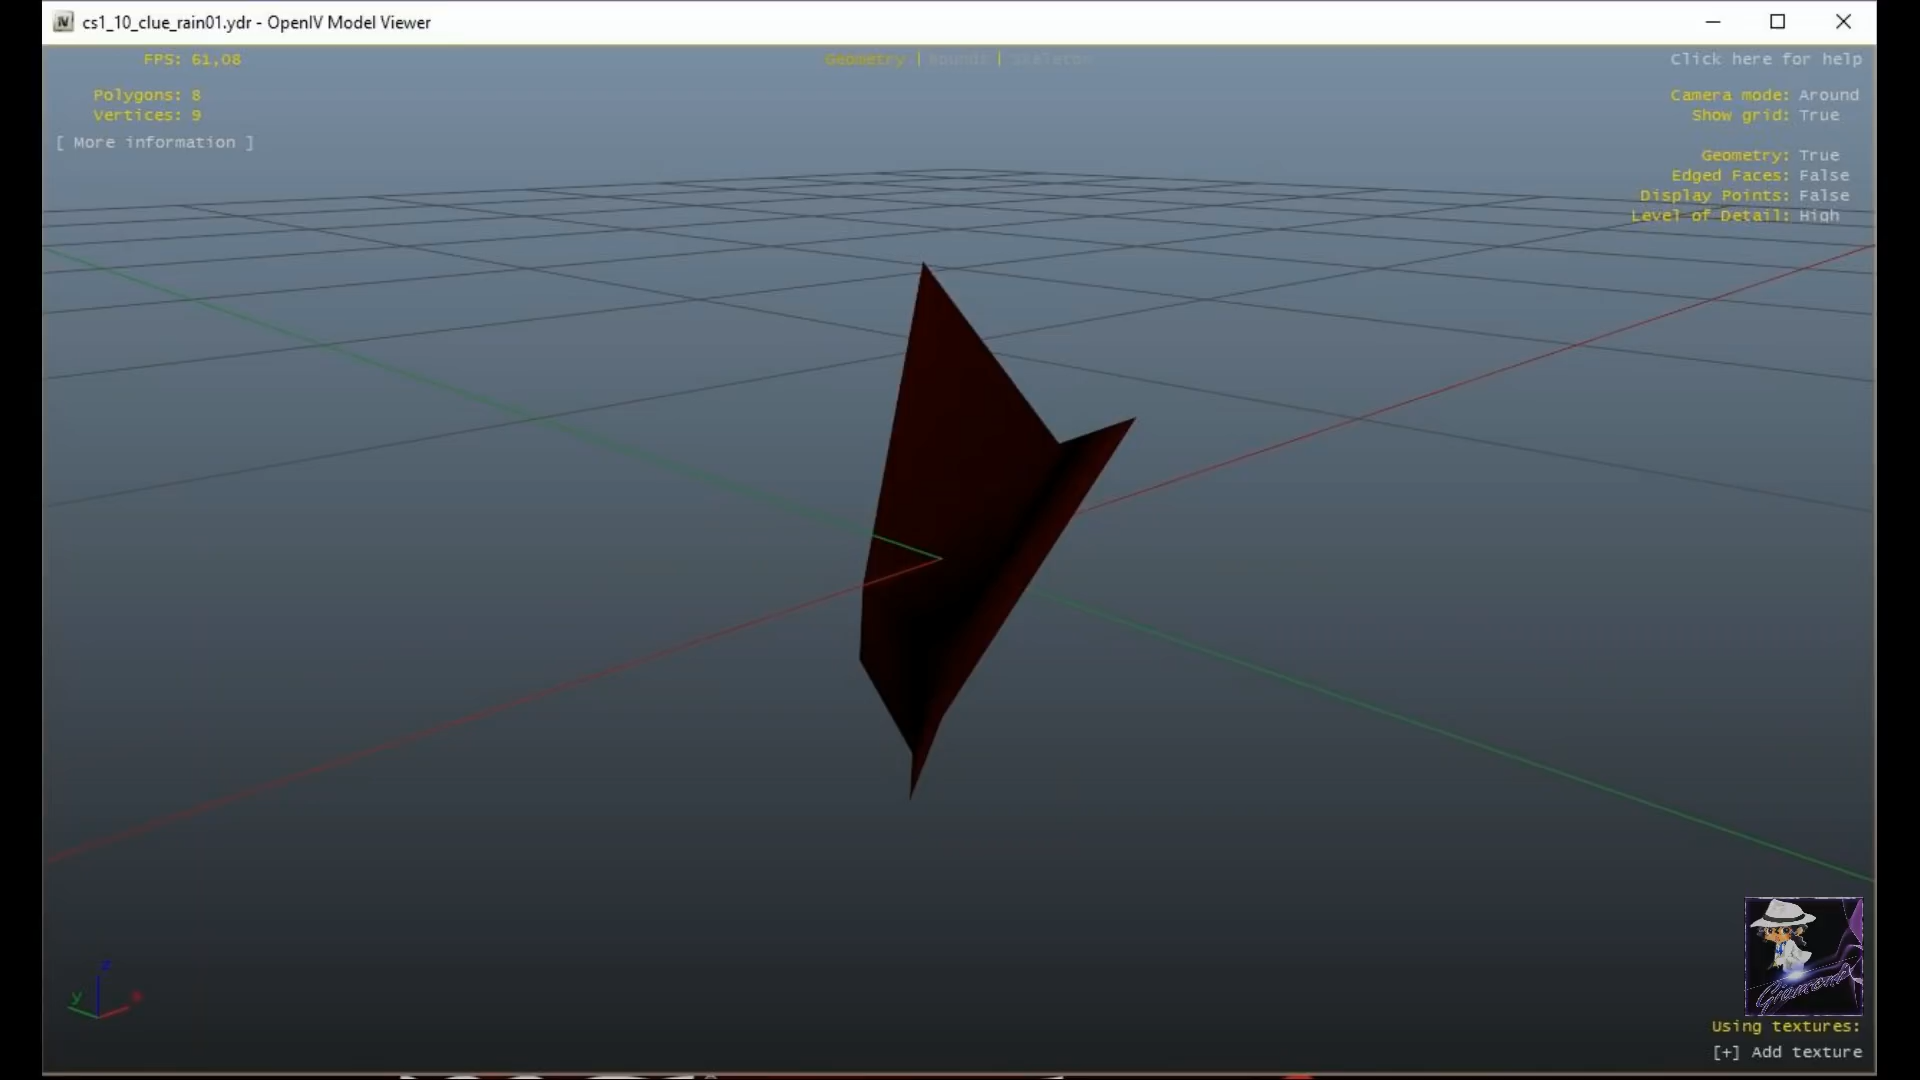 cs1_10_clue_rain01.ydr - OpenIV Model Viewer
FPS: 61,08
Geometry | Bounds | Skeleton
Click here for help
Polygons: 8
Vertices: 9
[ More information ]
Camera mode: Around
Show grid: True
Geometry: True
Edged Faces: False
Display Points: False
Level of Detail: High
z
y
x
Using textures:
[+] Add texture